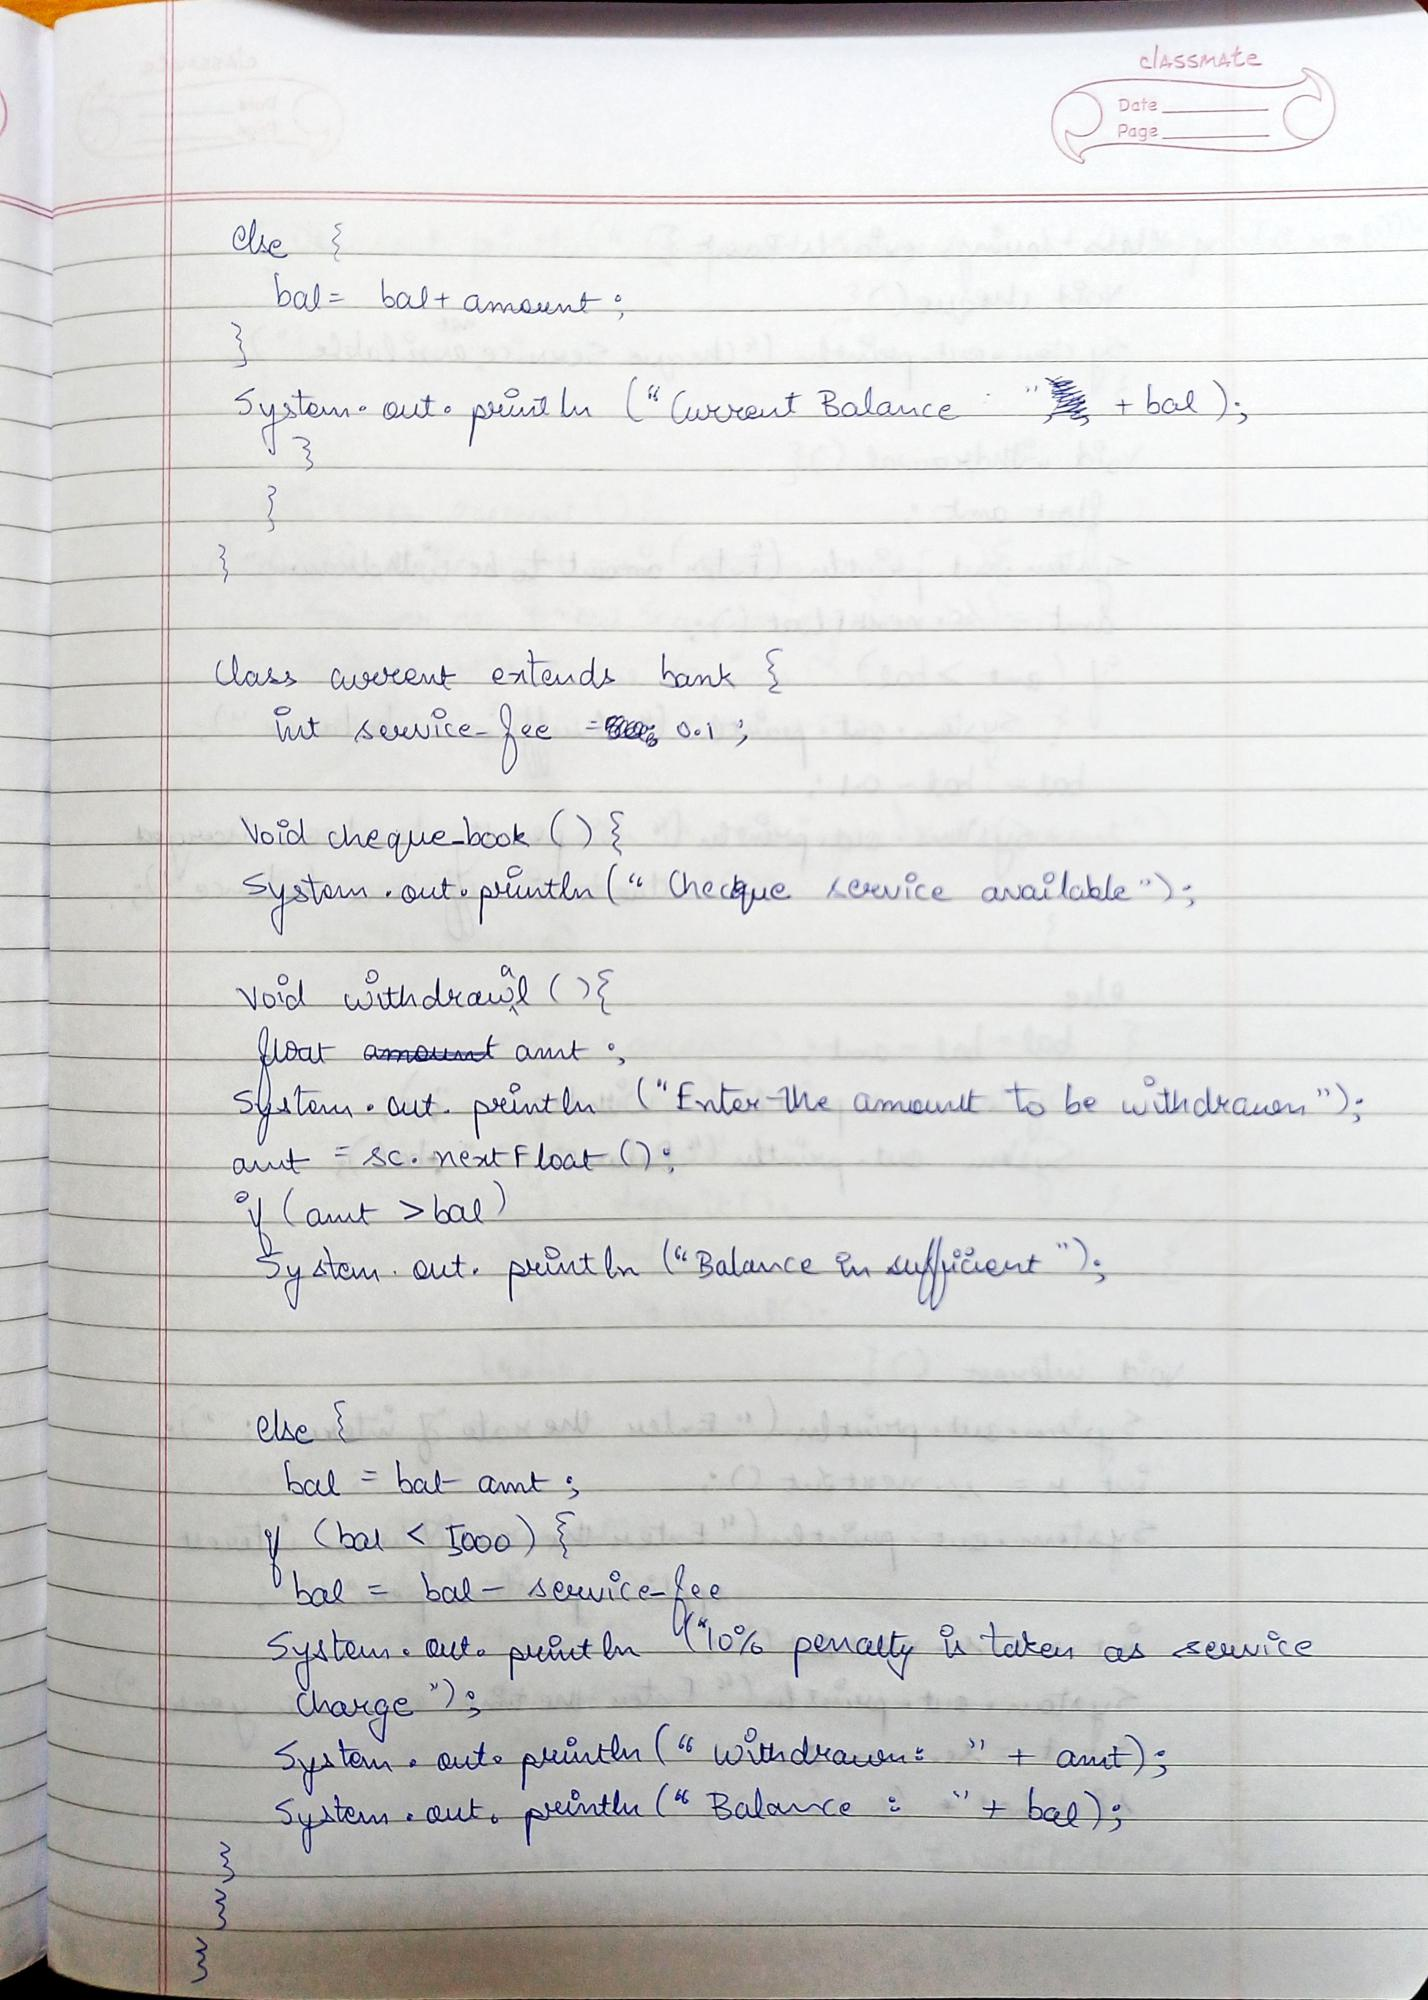 classmate
Date
Page
else {
bal = bal + amount;
}
System.out.println ("Current Balance : " + bal);
}
}
}
Class current extends bank {
int service_fee = 0.1;
Void cheque_book () {
System.out.println(" Checque service available");
Void withdrawal () {
float amount amt;
System.out.println ("Enter the amount to be withdrawn");
amt = sc.nextFloat ();
if (amt > bal)
System.out.println ("Balance in sufficient ");
else {
bal = bal - amt;
if (bal < 5000) {
bal = bal - service_fee
System.out.println ("10% penalty is taken as service
charge ");
System.out.println (" Withdrawn: " + amt);
System.out.println (" Balance : " + bal);
}
}
}